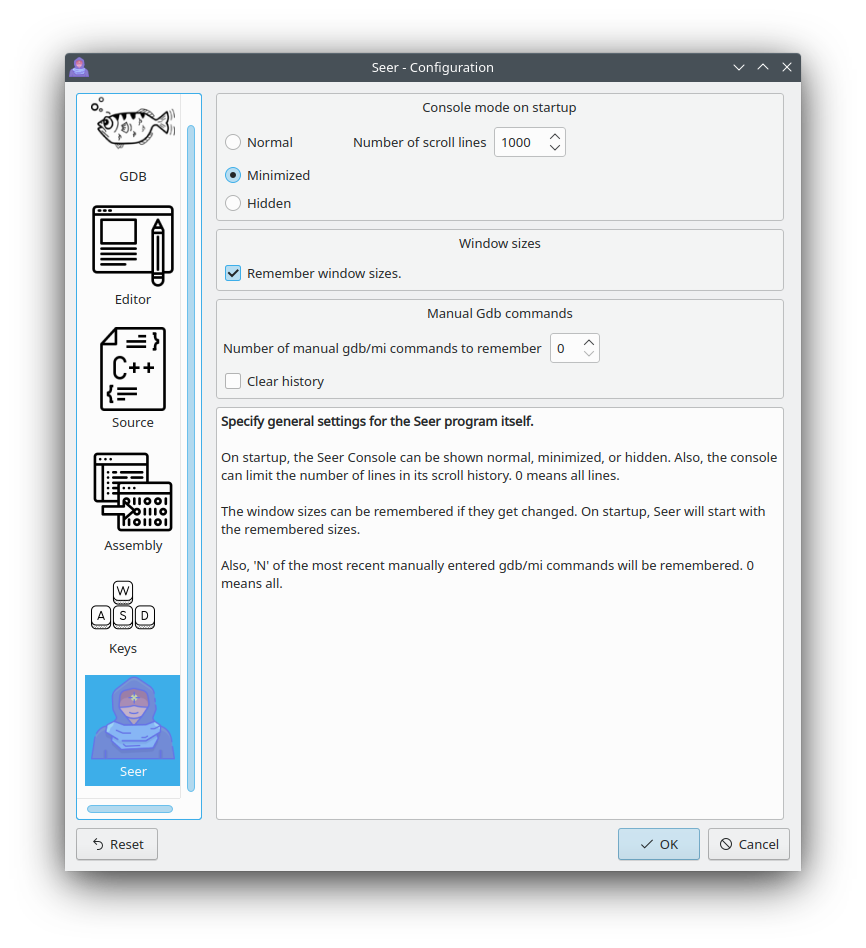 Seer - Configuration
GDB
Editor
C++
Source
Assembly
W
A S D
Keys
Seer
Console mode on startup
Normal
Number of scroll lines 1000
Minimized
Hidden
Window sizes
Remember window sizes.
Manual Gdb commands
Number of manual gdb/mi commands to remember 0
Clear history
Specify general settings for the Seer program itself.
On startup, the Seer Console can be shown normal, minimized, or hidden. Also, the console
can limit the number of lines in its scroll history. 0 means all lines.
The window sizes can be remembered if they get changed. On startup, Seer will start with
the remembered sizes.
Also, 'N' of the most recent manually entered gdb/mi commands will be remembered. 0
means all.
Reset
OK
Cancel